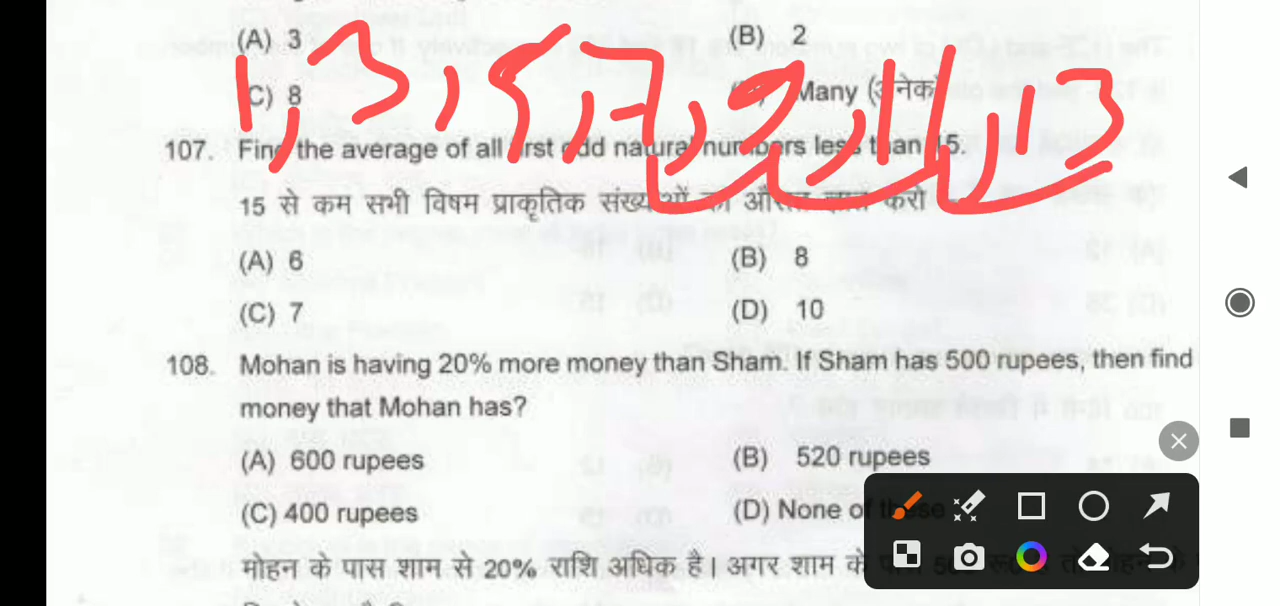 (A) 3 (B) 2
(C) 8 Many (अनेक)
1, 3, 5, 7, 9, 11, 13
107. Find the average of all first odd natural numbers less than 15.
15 से कम सभी विषम प्राकृतिक संख्याओं का औसत ज्ञात करो
(A) 6 (B) 8
(C) 7 (D) 10
108. Mohan is having 20% more money than Sham. If Sham has 500 rupees, then find
money that Mohan has?
(A) 600 rupees (B) 520 rupees
(C) 400 rupees (D) None of these
मोहन के पास शाम से 20% राशि अधिक है। अगर शाम के